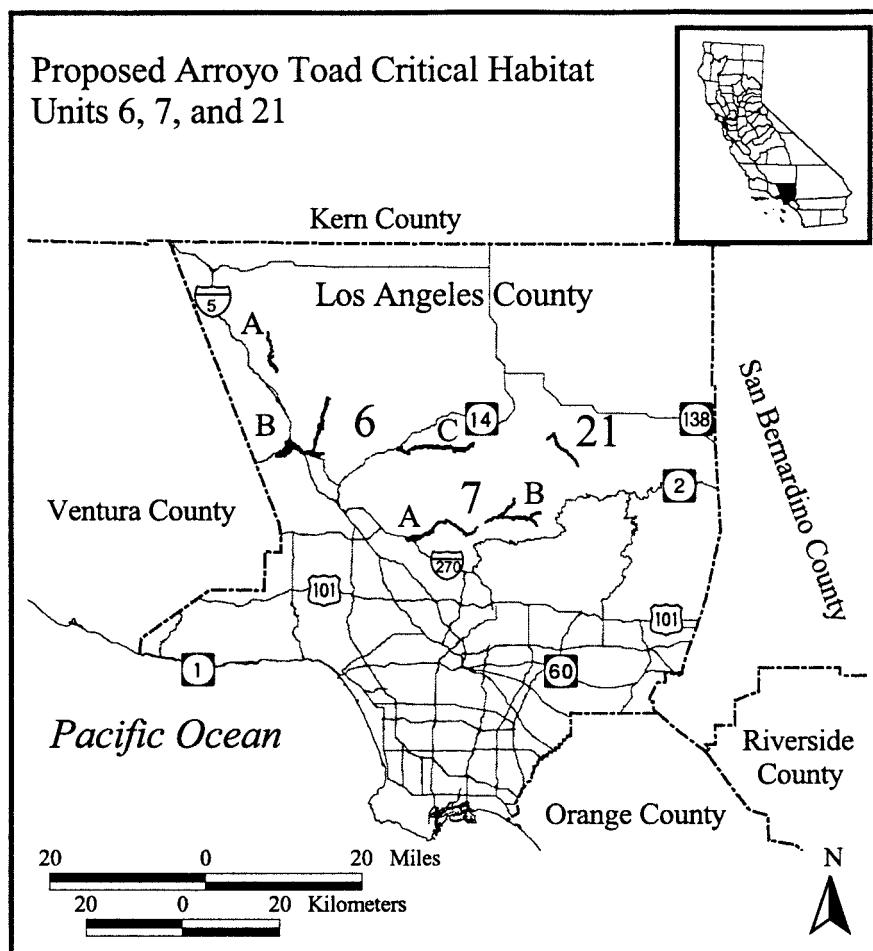 Proposed Arroyo Toad Critical Habitat
Units 6, 7, and 21
Kern County
Los Angeles County
5
A
B
6
C
14
21
138
San Bernardino County
2
7
A
B
Ventura County
270
101
101
1
60
Pacific Ocean
Riverside
County
Orange County
20 0 20 Miles
20 0 20 Kilometers
N